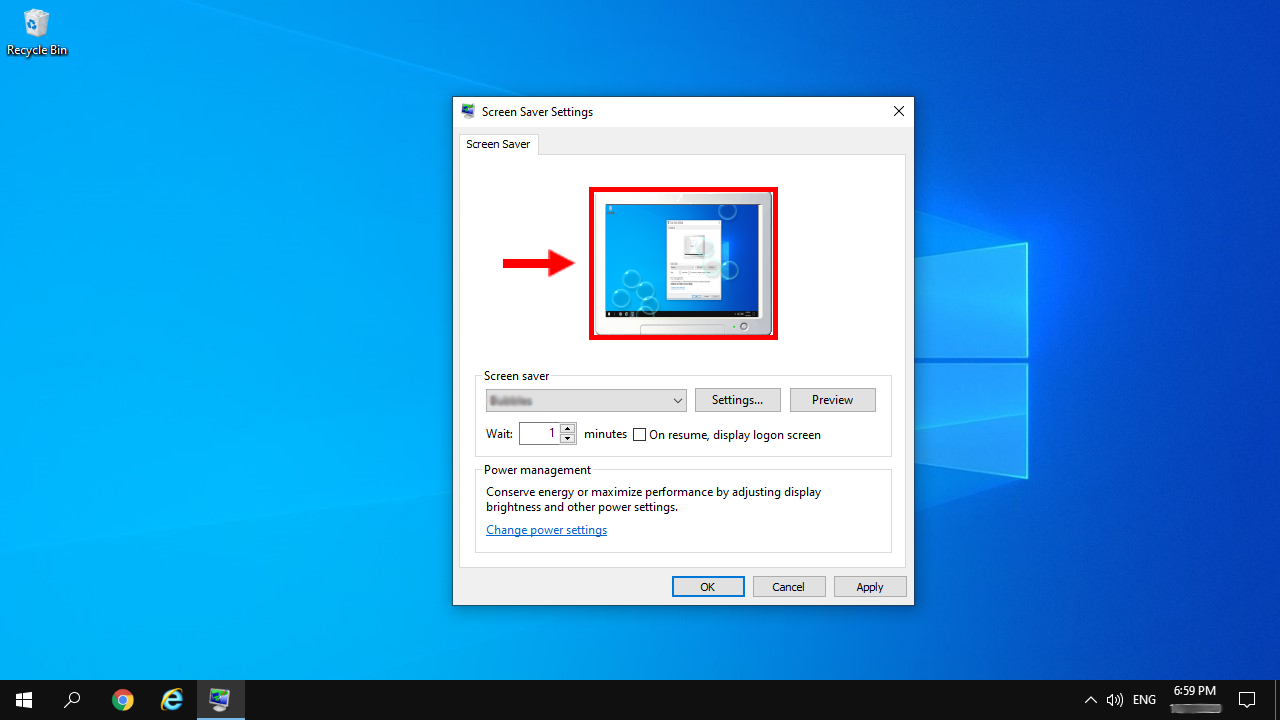 Recycle Bin
Screen Saver Settings
Screen Saver
Screen saver
Settings...
Preview
Wait:
1
minutes
On resume, display logon screen
Power management
Conserve energy or maximize performance by adjusting display
brightness and other power settings.
Change power settings
OK
Cancel
Apply
ENG
6:59 PM